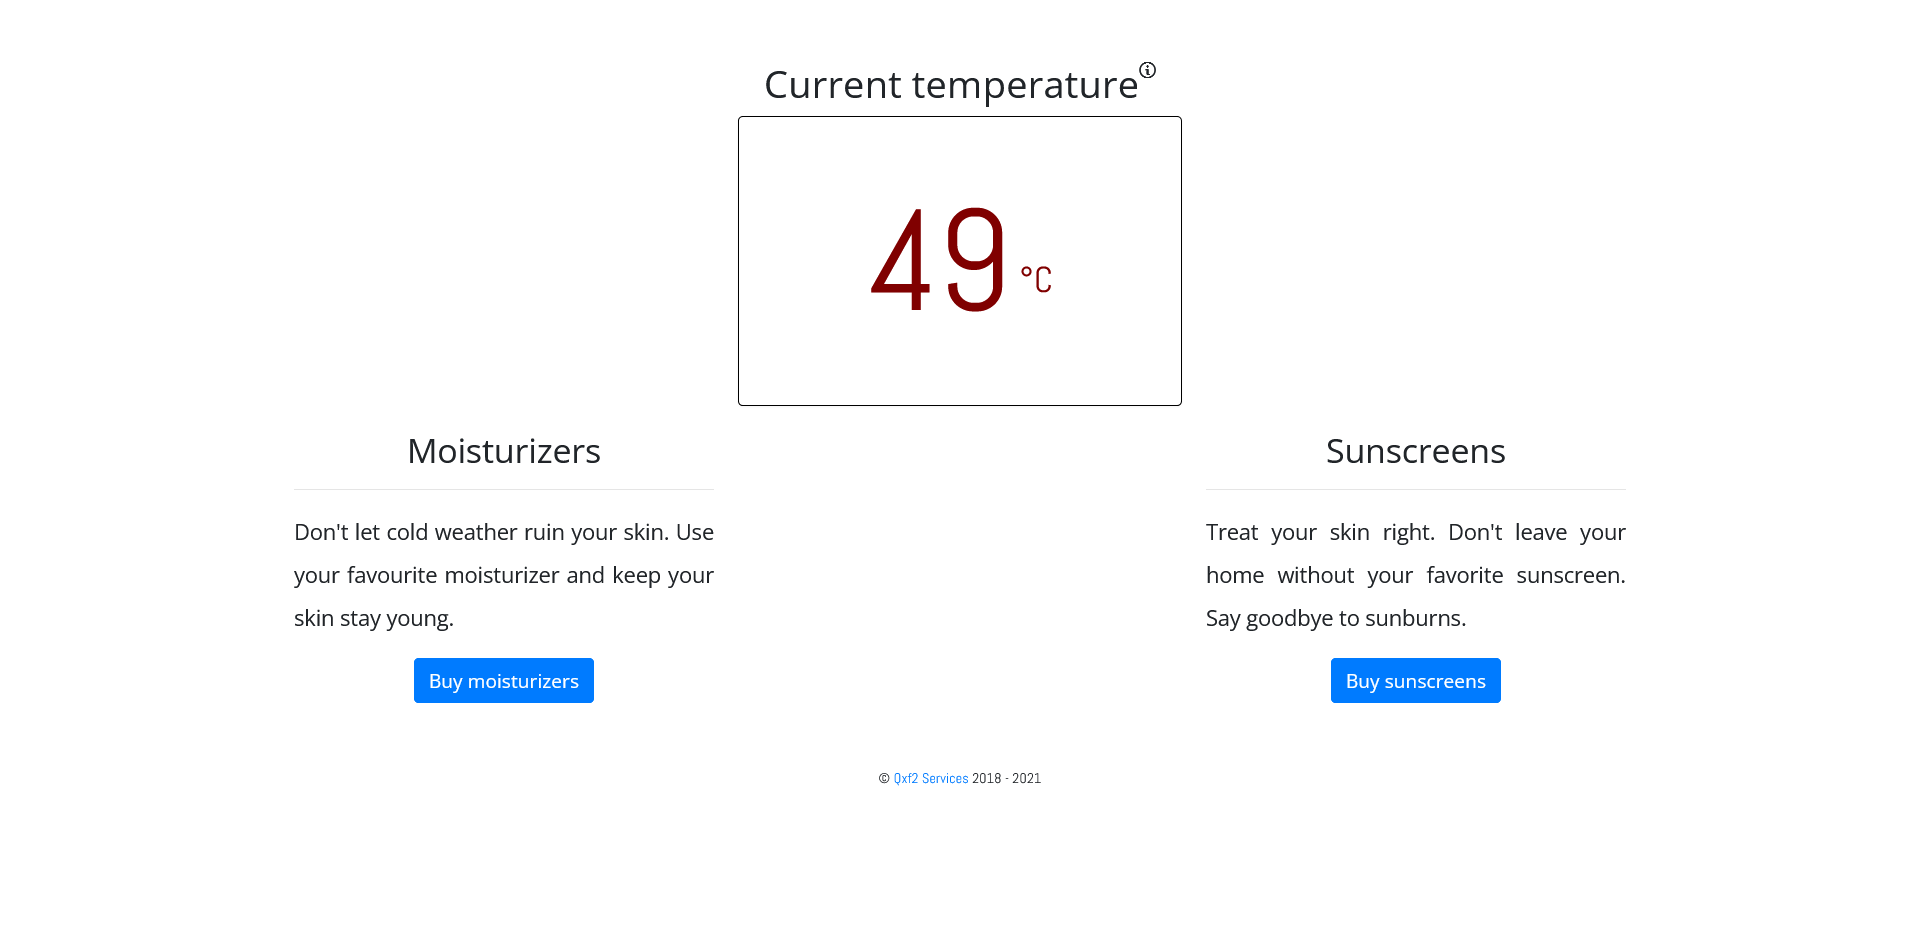 Current temperature
49 °C
Moisturizers
Don't let cold weather ruin your skin. Use
your favourite moisturizer and keep your
skin stay young.
Buy moisturizers
Sunscreens
Treat your skin right. Don't leave your
home without your favorite sunscreen.
Say goodbye to sunburns.
Buy sunscreens
© Qxf2 Services 2018 - 2021